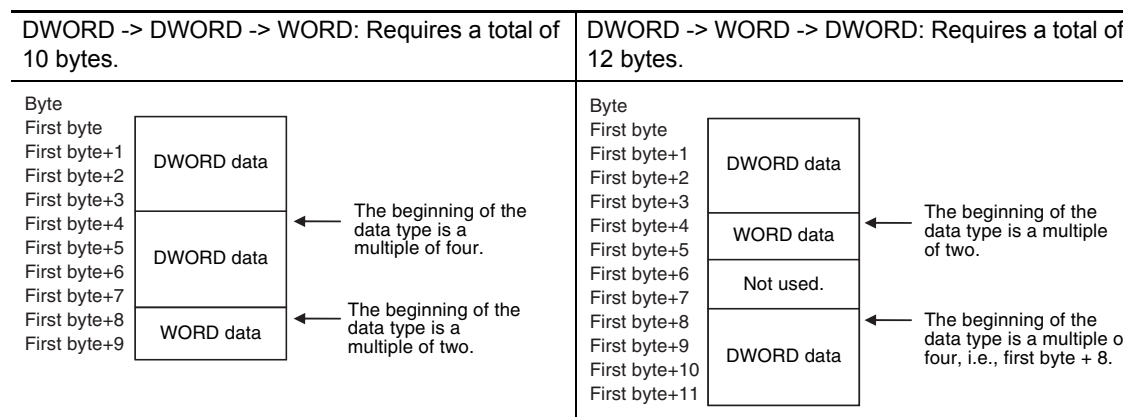 DWORD -> DWORD -> WORD: Requires a total of
10 bytes.
Byte
First byte
First byte+1
First byte+2
First byte+3
First byte+4
First byte+5
First byte+6
First byte+7
First byte+8
First byte+9
DWORD data
DWORD data
WORD data
The beginning of the
data type is a
multiple of four.
The beginning of the
data type is a
multiple of two.
DWORD -> WORD -> DWORD: Requires a total of
12 bytes.
Byte
First byte
First byte+1
First byte+2
First byte+3
First byte+4
First byte+5
First byte+6
First byte+7
First byte+8
First byte+9
First byte+10
First byte+11
DWORD data
WORD data
Not used.
DWORD data
The beginning of the
data type is a multiple
of two.
The beginning of the
data type is a multiple o
four, i.e., first byte + 8.